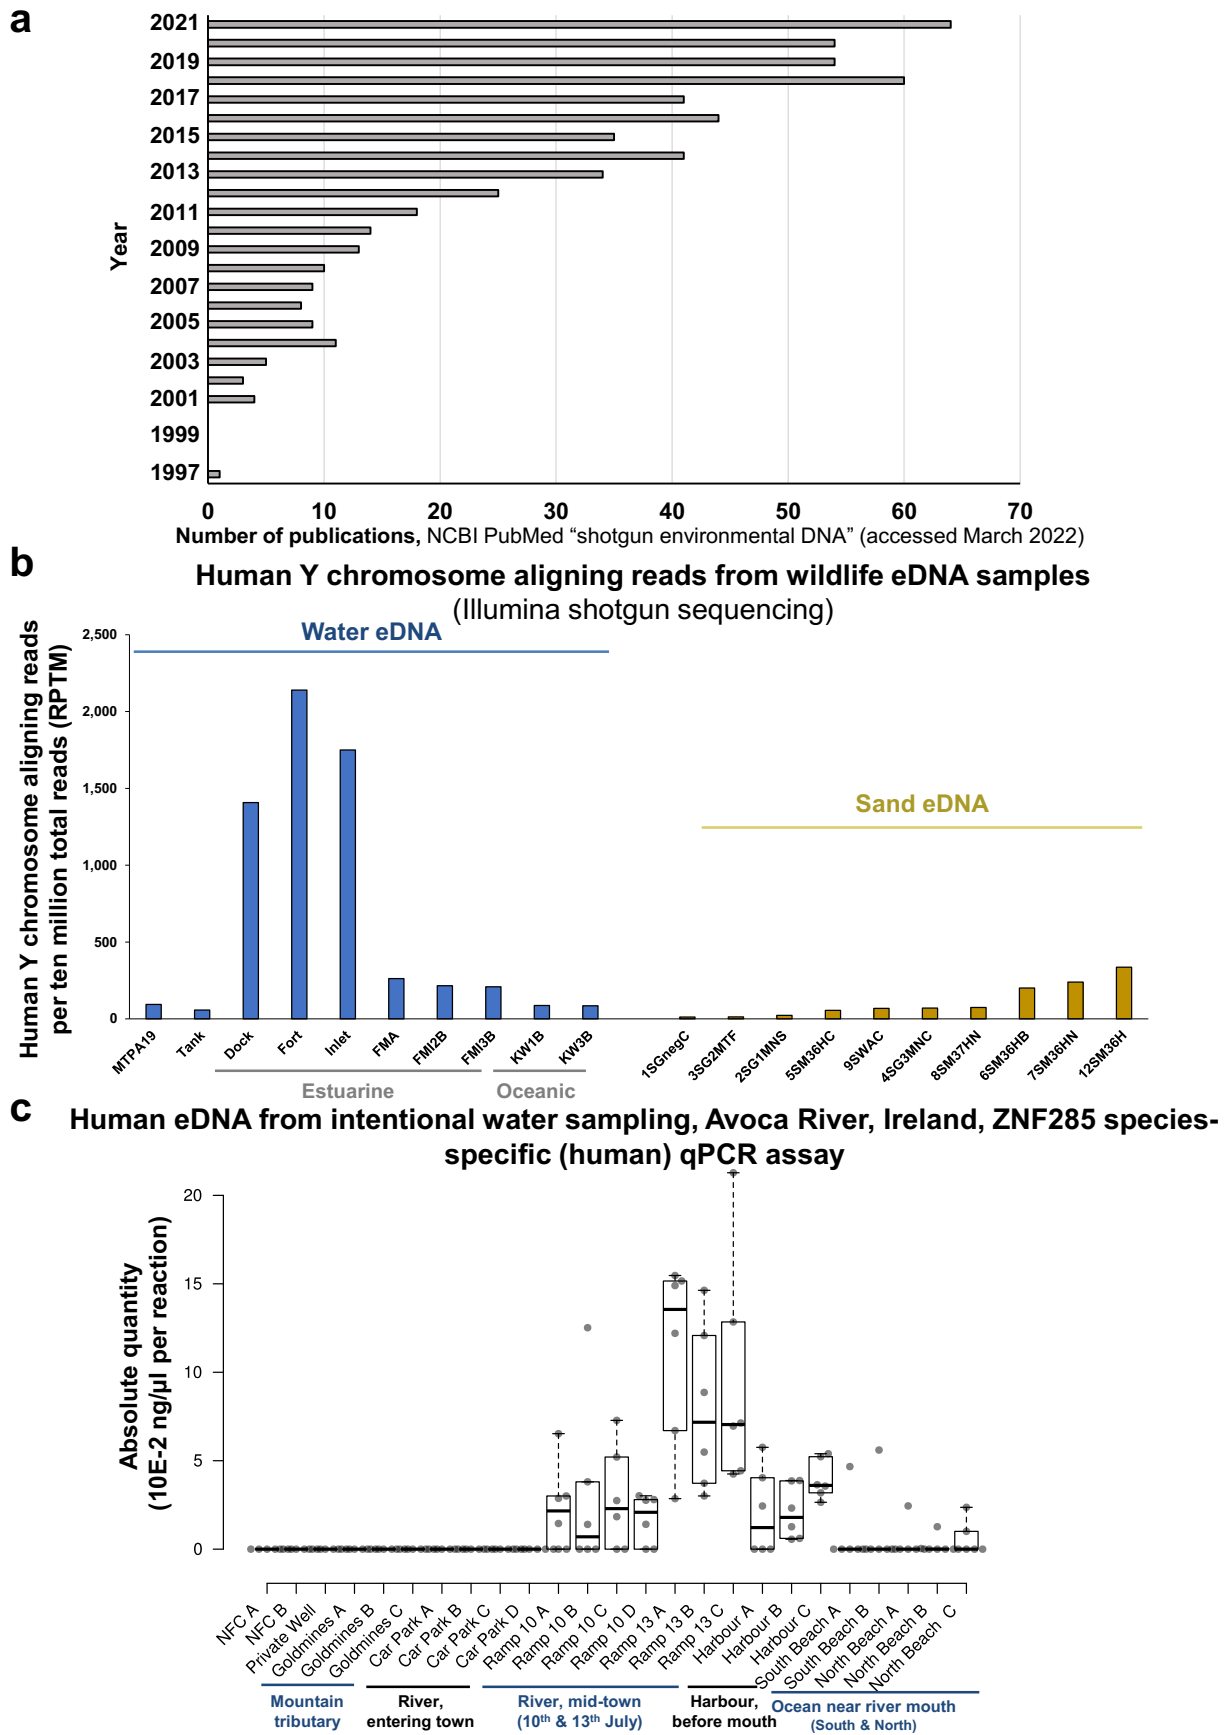 a
2021
2019
2017
2015
2013
2011
2009
2007
2005
2003
2001
1999
1997
Year
0 10 20 30 40 50 60 70
Number of publications, NCBI PubMed “shotgun environmental DNA” (accessed March 2022)
b
Human Y chromosome aligning reads from wildlife eDNA samples
(Illumina shotgun sequencing)
Human Y chromosome aligning reads
per ten million total reads (RPTM)
Water eDNA
Sand eDNA
2,500
2,000
1,500
1,000
500
0
MTPA19 Tank Dock Fort Inlet FMA FMI2B FMI3B KW1B KW3B 1SGnegC 3SG2MTF 2SG1MNS 5SM36HC 9SWAC 4SG3MNC 8SM37HN 6SM36HB 7SM36HN 12SM36H
Estuarine Oceanic
c
Human eDNA from intentional water sampling, Avoca River, Ireland, ZNF285 species-
specific (human) qPCR assay
Absolute quantity
(10E-2 ng/µl per reaction)
20
15
10
5
0
NFC A NFC B Private Well Goldmines A Goldmines B Goldmines C Car Park A Car Park B Car Park C Car Park D Ramp 10 A Ramp 10 B Ramp 10 C Ramp 10 D Ramp 13 A Ramp 13 B Ramp 13 C Harbour A Harbour B Harbour C South Beach A South Beach B North Beach A North Beach B North Beach C
Mountain
tributary
River,
entering town
River, mid-town
(10th & 13th July)
Harbour,
before mouth
Ocean near river mouth
(South & North)